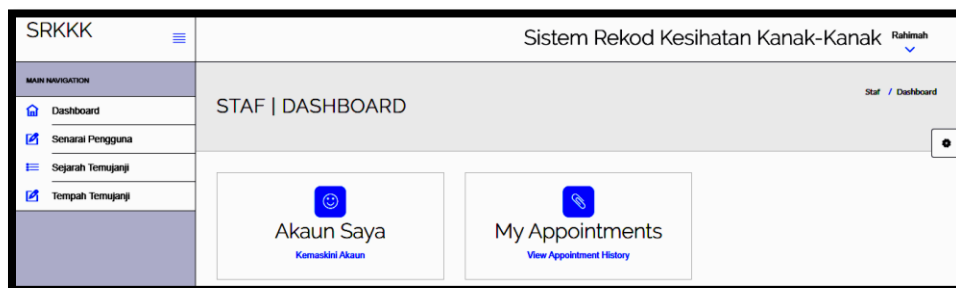 SRKKK
Sistem Rekod Kesihatan Kanak-Kanak
Rahimah
MAIN NAVIGATION
Dashboard
Senarai Pengguna
Sejarah Temujanji
Tempah Temujanji
STAF | DASHBOARD
Staf / Dashboard
Akaun Saya
Kemaskini Akaun
My Appointments
View Appointment History